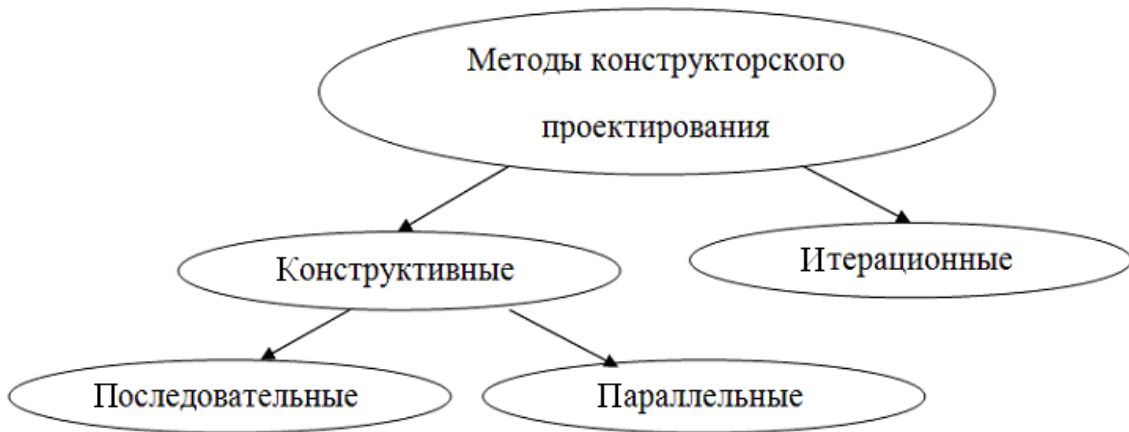 Методы конструкторского
проектирования
Конструктивные
Итерационные
Последовательные
Параллельные